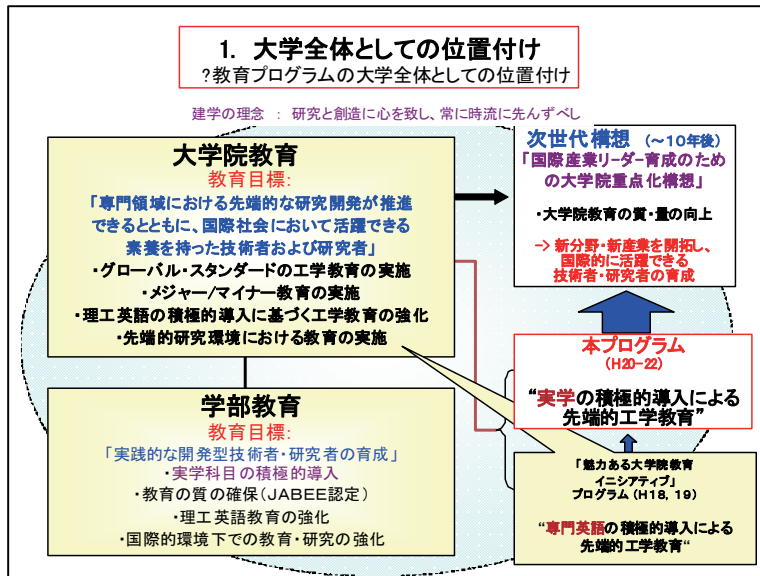 1. 大学全体としての位置付け
?教育プログラムの大学全体としての位置付け
建学の理念 : 研究と創造に心を致し、常に時流に先んずべし
大学院教育
教育目標:
「専門領域における先端的な研究開発が推進
できるとともに、国際社会において活躍できる
素養を持った技術者および研究者」
・グローバル・スタンダードの工学教育の実施
・メジャー/マイナー教育の実施
・理工英語の積極的導入に基づく工学教育の強化
・先端的研究環境における教育の実施
学部教育
教育目標:
「実践的な開発型技術者・研究者の育成」
・実学科目の積極的導入
・教育の質の確保(JABEE認定)
・理工英語教育の強化
・国際的環境下での教育・研究の強化
次世代構想 (~10年後)
「国際産業リーダー育成のため
の大学院重点化構想」
・大学院教育の質・量の向上
→ 新分野・新産業を開拓し、
国際的に活躍できる
技術者・研究者の育成
本プログラム
(H20-22)
“実学の積極的導入による
先端的工学教育”
「魅力ある大学院教育
イニシアティブ」
プログラム (H18, 19)
“専門英語の積極的導入による
先端的工学教育“